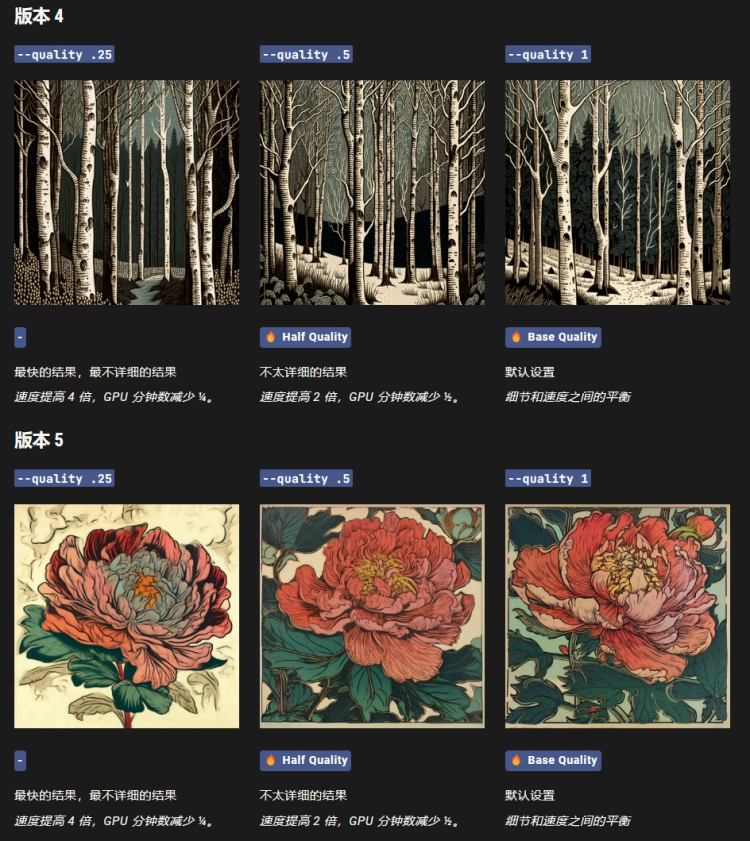 版本 4
--quality .25
--quality .5
--quality 1
-
🔥 Half Quality
🔥 Base Quality
最快的结果，最不详细的结果
不太详细的结果
默认设置
速度提高 4 倍，GPU 分钟数减少 ¼。
速度提高 2 倍，GPU 分钟数减少 ½。
细节和速度之间的平衡
版本 5
--quality .25
--quality .5
--quality 1
-
🔥 Half Quality
🔥 Base Quality
最快的结果，最不详细的结果
不太详细的结果
默认设置
速度提高 4 倍，GPU 分钟数减少 ¼。
速度提高 2 倍，GPU 分钟数减少 ½。
细节和速度之间的平衡